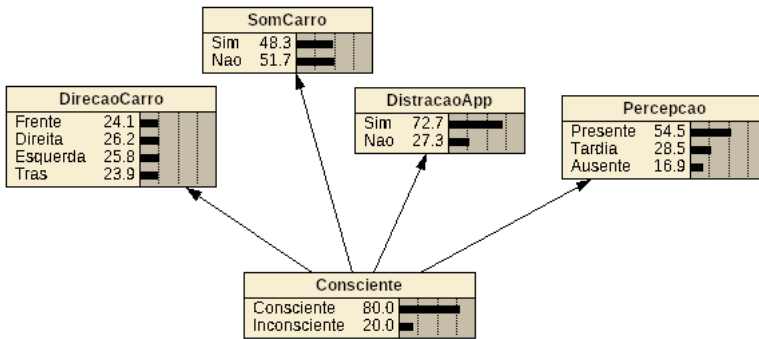 SomCarro
Sim 48.3
Nao 51.7
DirecaoCarro
Frente 24.1
Direita 26.2
Esquerda 25.8
Tras 23.9
DistracaoApp
Sim 72.7
Nao 27.3
Percepcao
Presente 54.5
Tardia 28.5
Ausente 16.9
Consciente
Consciente 80.0
Inconsciente 20.0